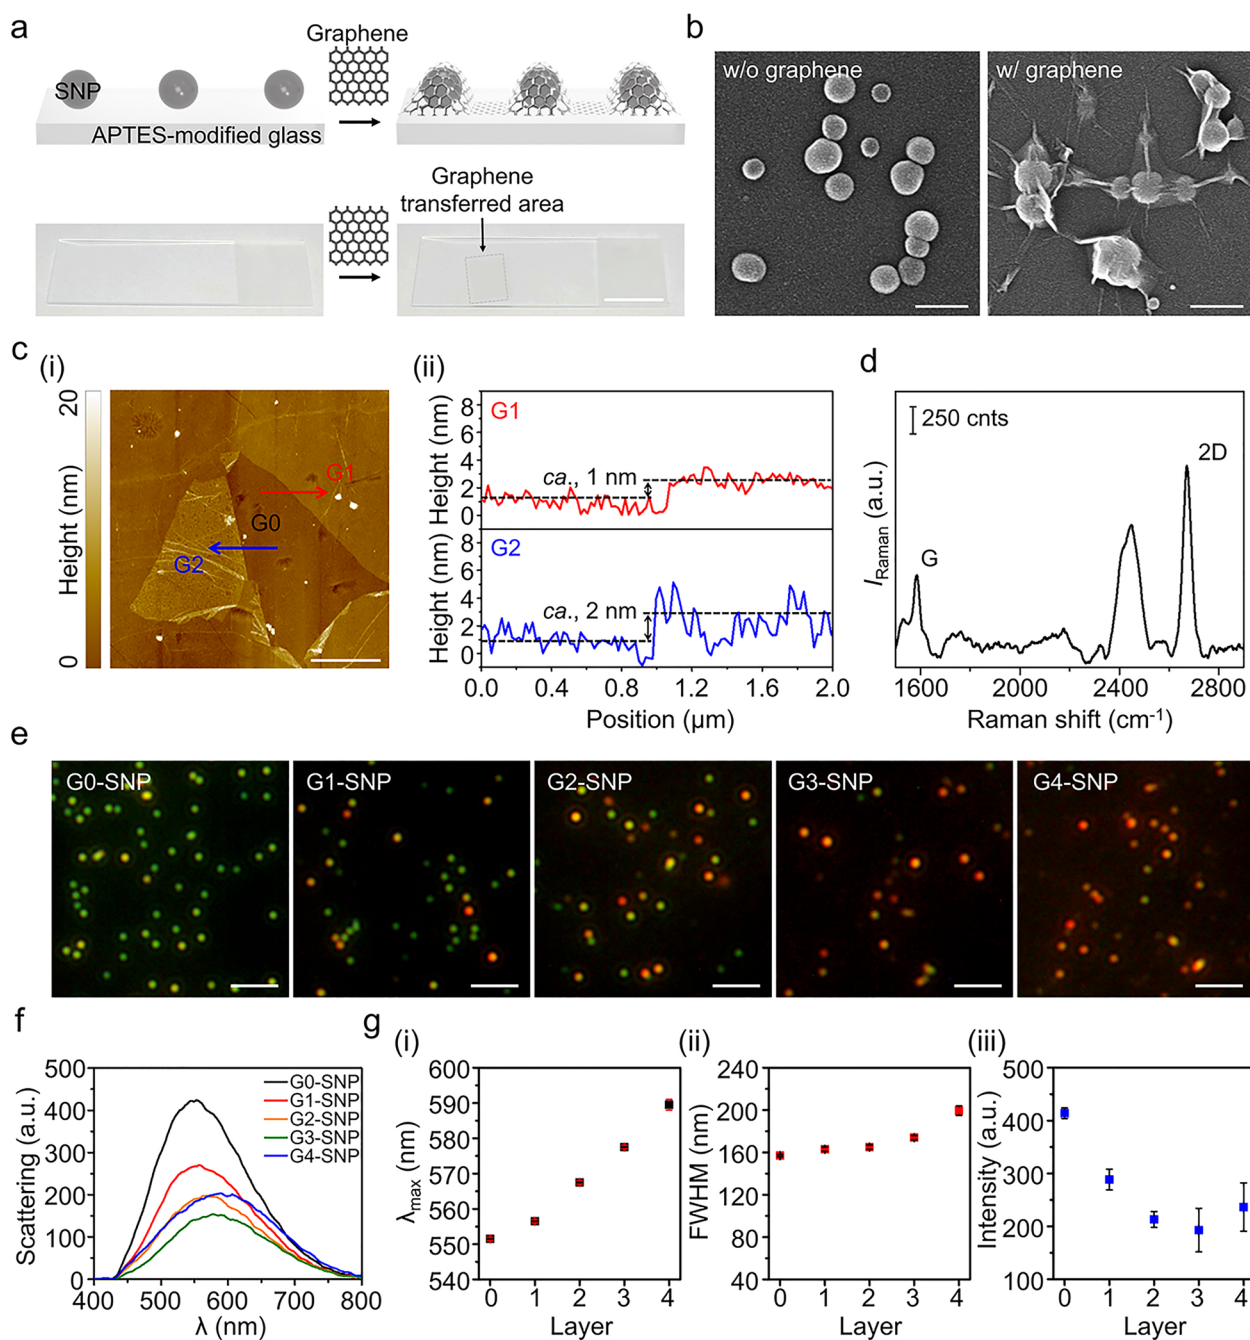 a
Graphene
SNP
APTES-modified glass
Graphene
transferred area
b
w/o graphene
w/ graphene
c
(i)
20
Height (nm)
0
G1
G0
G2
(ii)
8
6
4
2
0
Height (nm)
G1
ca., 1 nm
8
6
4
2
0
Height (nm)
G2
ca., 2 nm
0.0 0.4 0.8 1.2 1.6 2.0
Position (µm)
d
250 cnts
2D
G
IRaman (a.u.)
1600 2000 2400 2800
Raman shift (cm-1)
e
G0-SNP
G1-SNP
G2-SNP
G3-SNP
G4-SNP
f
500
400
300
200
100
0
Scattering (a.u.)
G0-SNP
G1-SNP
G2-SNP
G3-SNP
G4-SNP
400 500 600 700 800
λ (nm)
g
(i)
600
590
580
570
560
550
540
λmax (nm)
0 1 2 3 4
Layer
(ii)
240
200
160
120
80
40
FWHM (nm)
0 1 2 3 4
Layer
(iii)
500
400
300
200
100
Intensity (a.u.)
0 1 2 3 4
Layer